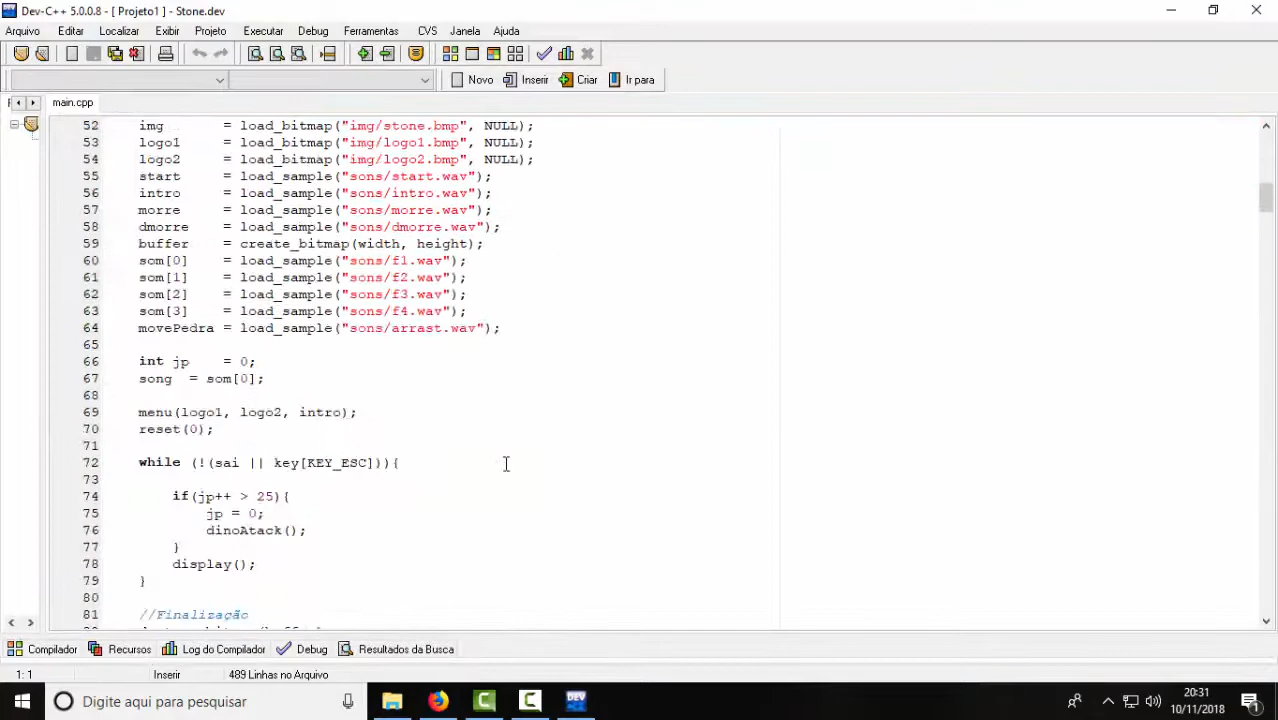 Dev-C++ 5.0.0.8 - [ Projeto1 ] - Stone.dev
Arquivo Editar Localizar Exibir Projeto Executar Debug Ferramentas CVS Janela Ajuda
Novo Inserir Criar Ir para
main.cpp
52 img = load_bitmap("img/stone.bmp", NULL);
53 logo1 = load_bitmap("img/logo1.bmp", NULL);
54 logo2 = load_bitmap("img/logo2.bmp", NULL);
55 start = load_sample("sons/start.wav");
56 intro = load_sample("sons/intro.wav");
57 morre = load_sample("sons/morre.wav");
58 dmorre = load_sample("sons/dmorre.wav");
59 buffer = create_bitmap(width, height);
60 som[0] = load_sample("sons/f1.wav");
61 som[1] = load_sample("sons/f2.wav");
62 som[2] = load_sample("sons/f3.wav");
63 som[3] = load_sample("sons/f4.wav");
64 movePedra = load_sample("sons/arrast.wav");
65
66 int jp = 0;
67 song = som[0];
68
69 menu(logo1, logo2, intro);
70 reset(0);
71
72 while (!(sai || key[KEY_ESC])){
73
74 if(jp++ > 25){
75 jp = 0;
76 dinoAtack();
77 }
78 display();
79 }
80
81 //Finalização
Compilador Recursos Log do Compilador Debug Resultados da Busca
1: 1 Inserir 489 Linhas no Arquivo
Digite aqui para pesquisar
20:31
10/11/2018